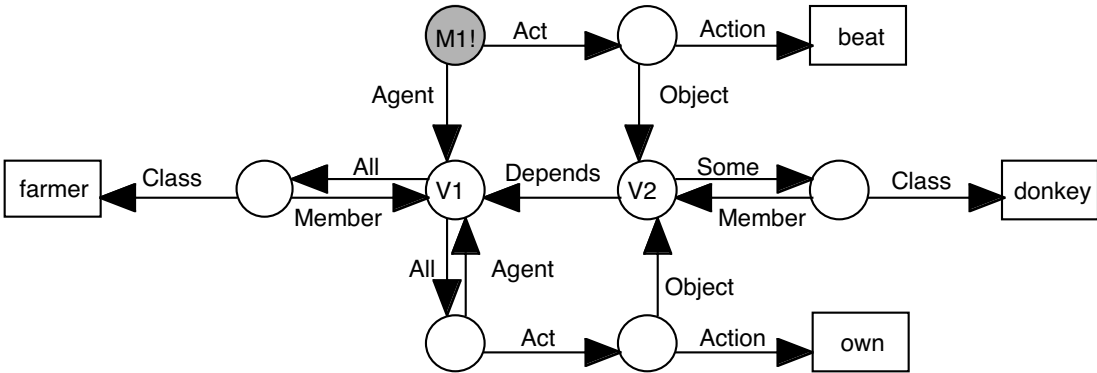 M1! Act Action beat
Agent Object
farmer Class All V1 Depends V2 Some Class donkey
Member Member
All Agent Object
Act Action own